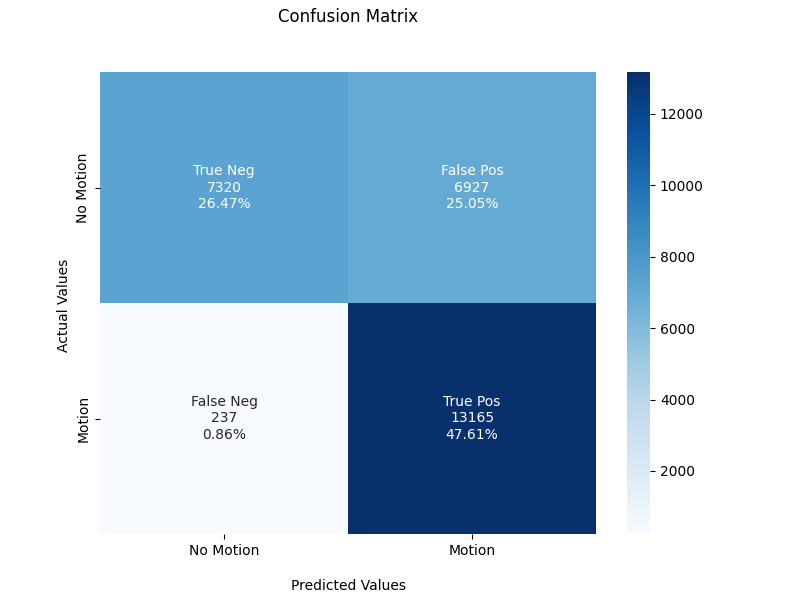 Confusion Matrix
No Motion
Motion
Actual Values
True Neg
7320
26.47%
False Pos
6927
25.05%
False Neg
237
0.86%
True Pos
13165
47.61%
No Motion
Motion
Predicted Values
12000
10000
8000
6000
4000
2000